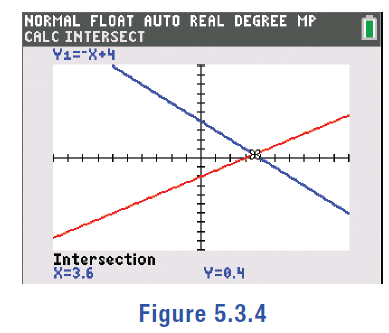 NORMAL FLOAT AUTO REAL DEGREE MP
CALC INTERSECT
Y1=-X+4
Intersection
X=3.6 Y=0.4
Figure 5.3.4